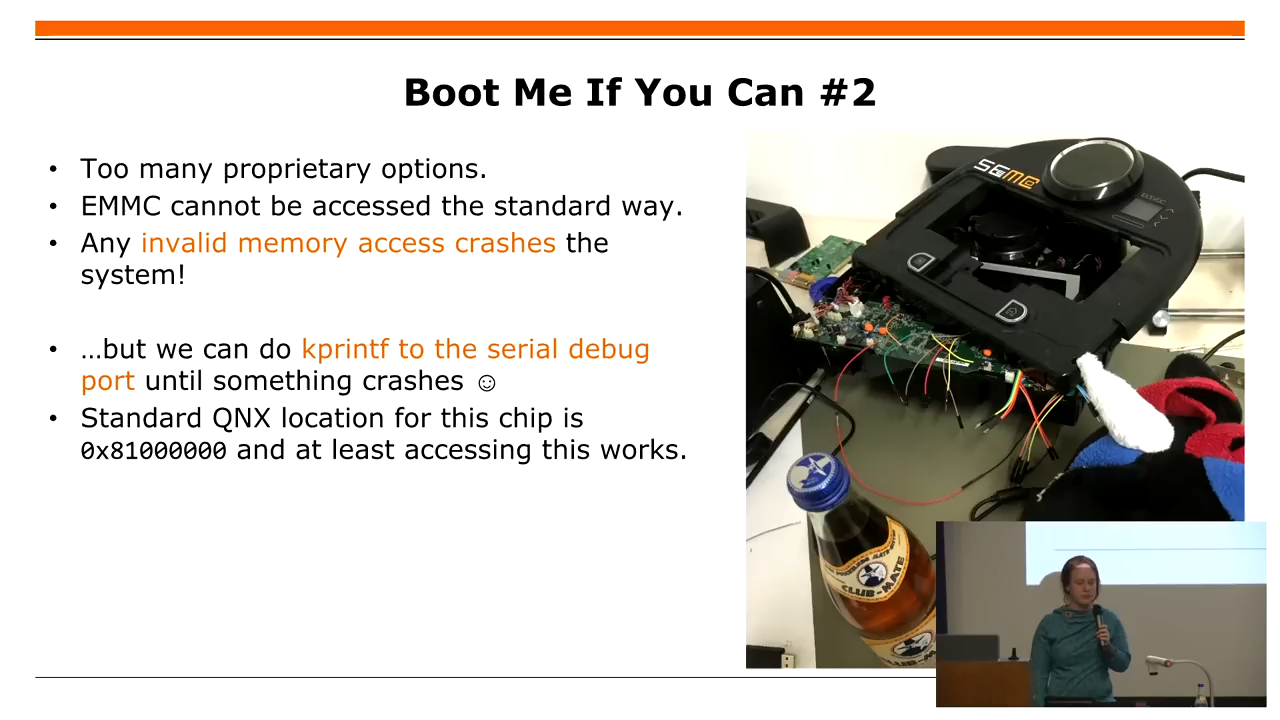 Boot Me If You Can #2
• Too many proprietary options.
• EMMC cannot be accessed the standard way.
• Any invalid memory access crashes the
system!
• …but we can do kprintf to the serial debug
port until something crashes ☺
• Standard QNX location for this chip is
0x81000000 and at least accessing this works.
SEMO
CLUB-MATE